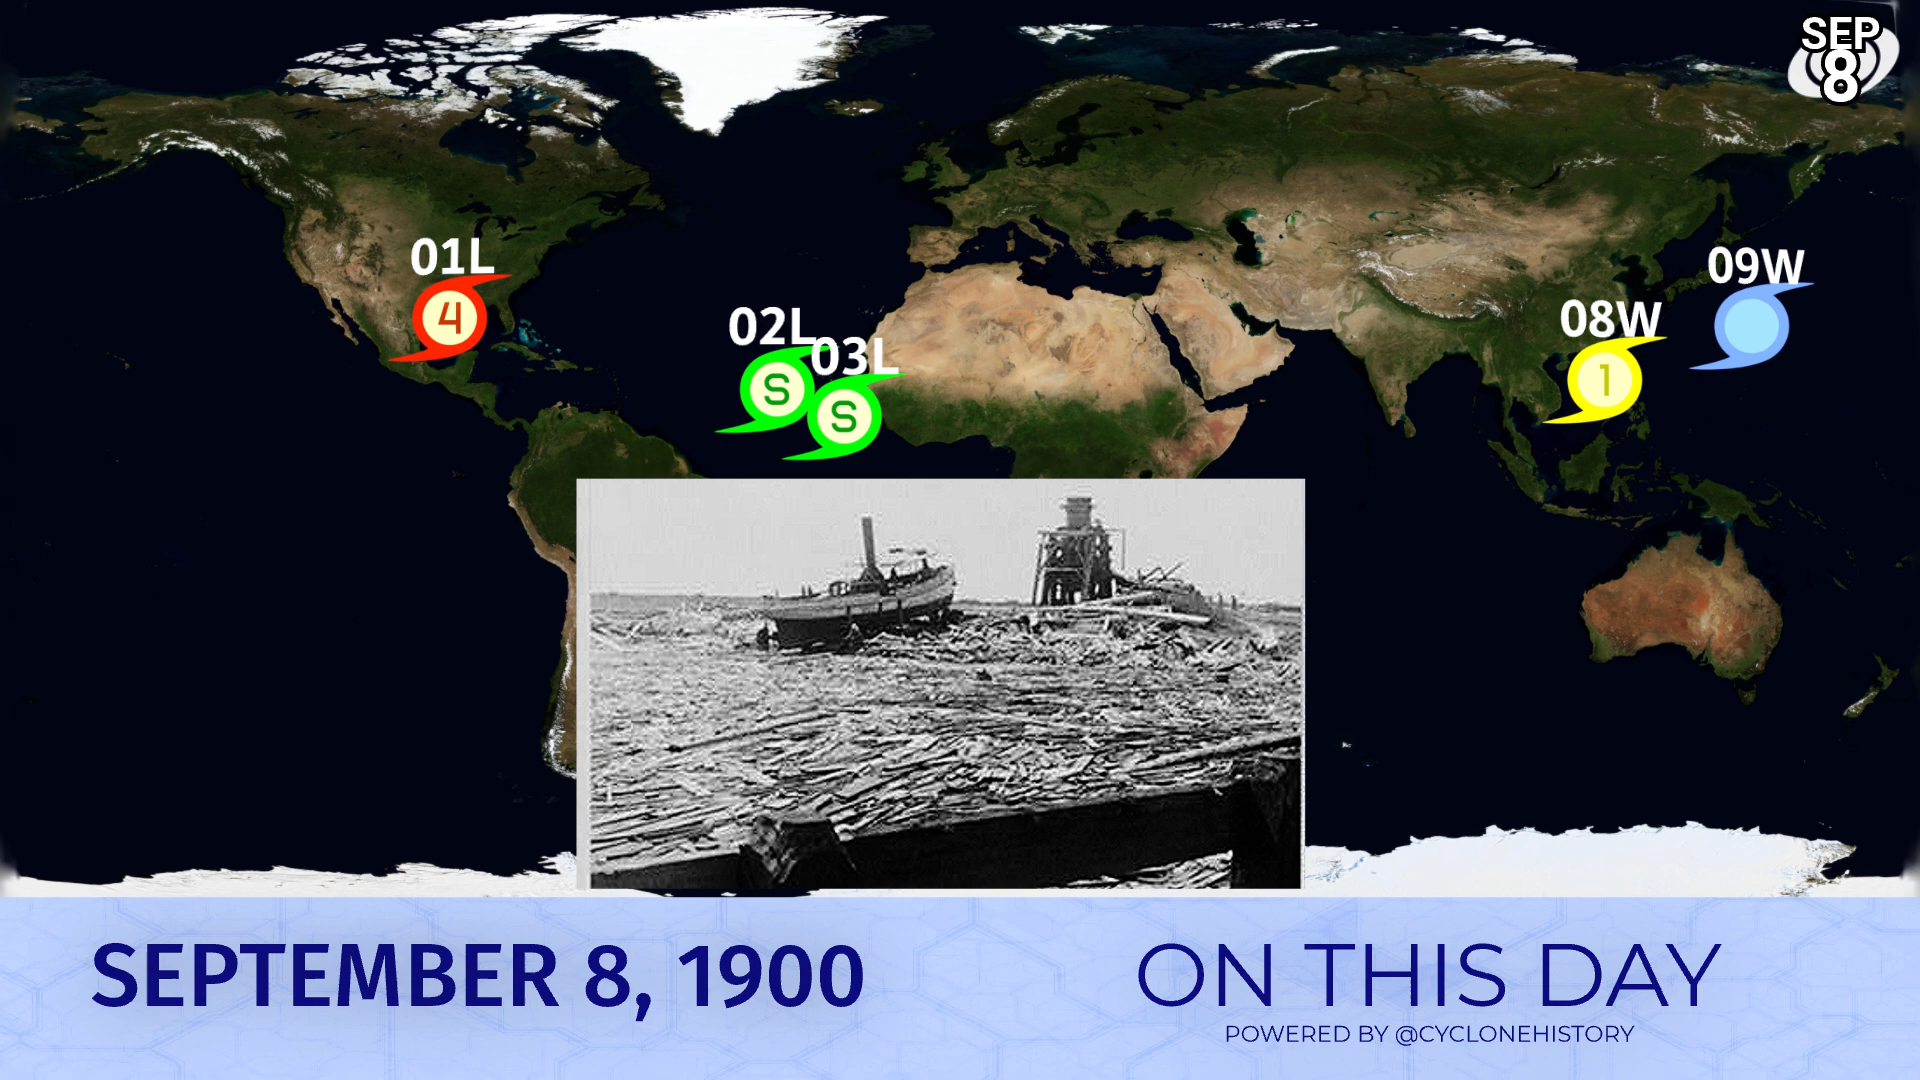 SEP
8
01L
4
02L
S
03L
S
08W
1
09W
SEPTEMBER 8, 1900
ON THIS DAY
POWERED BY @CYCLONEHISTORY